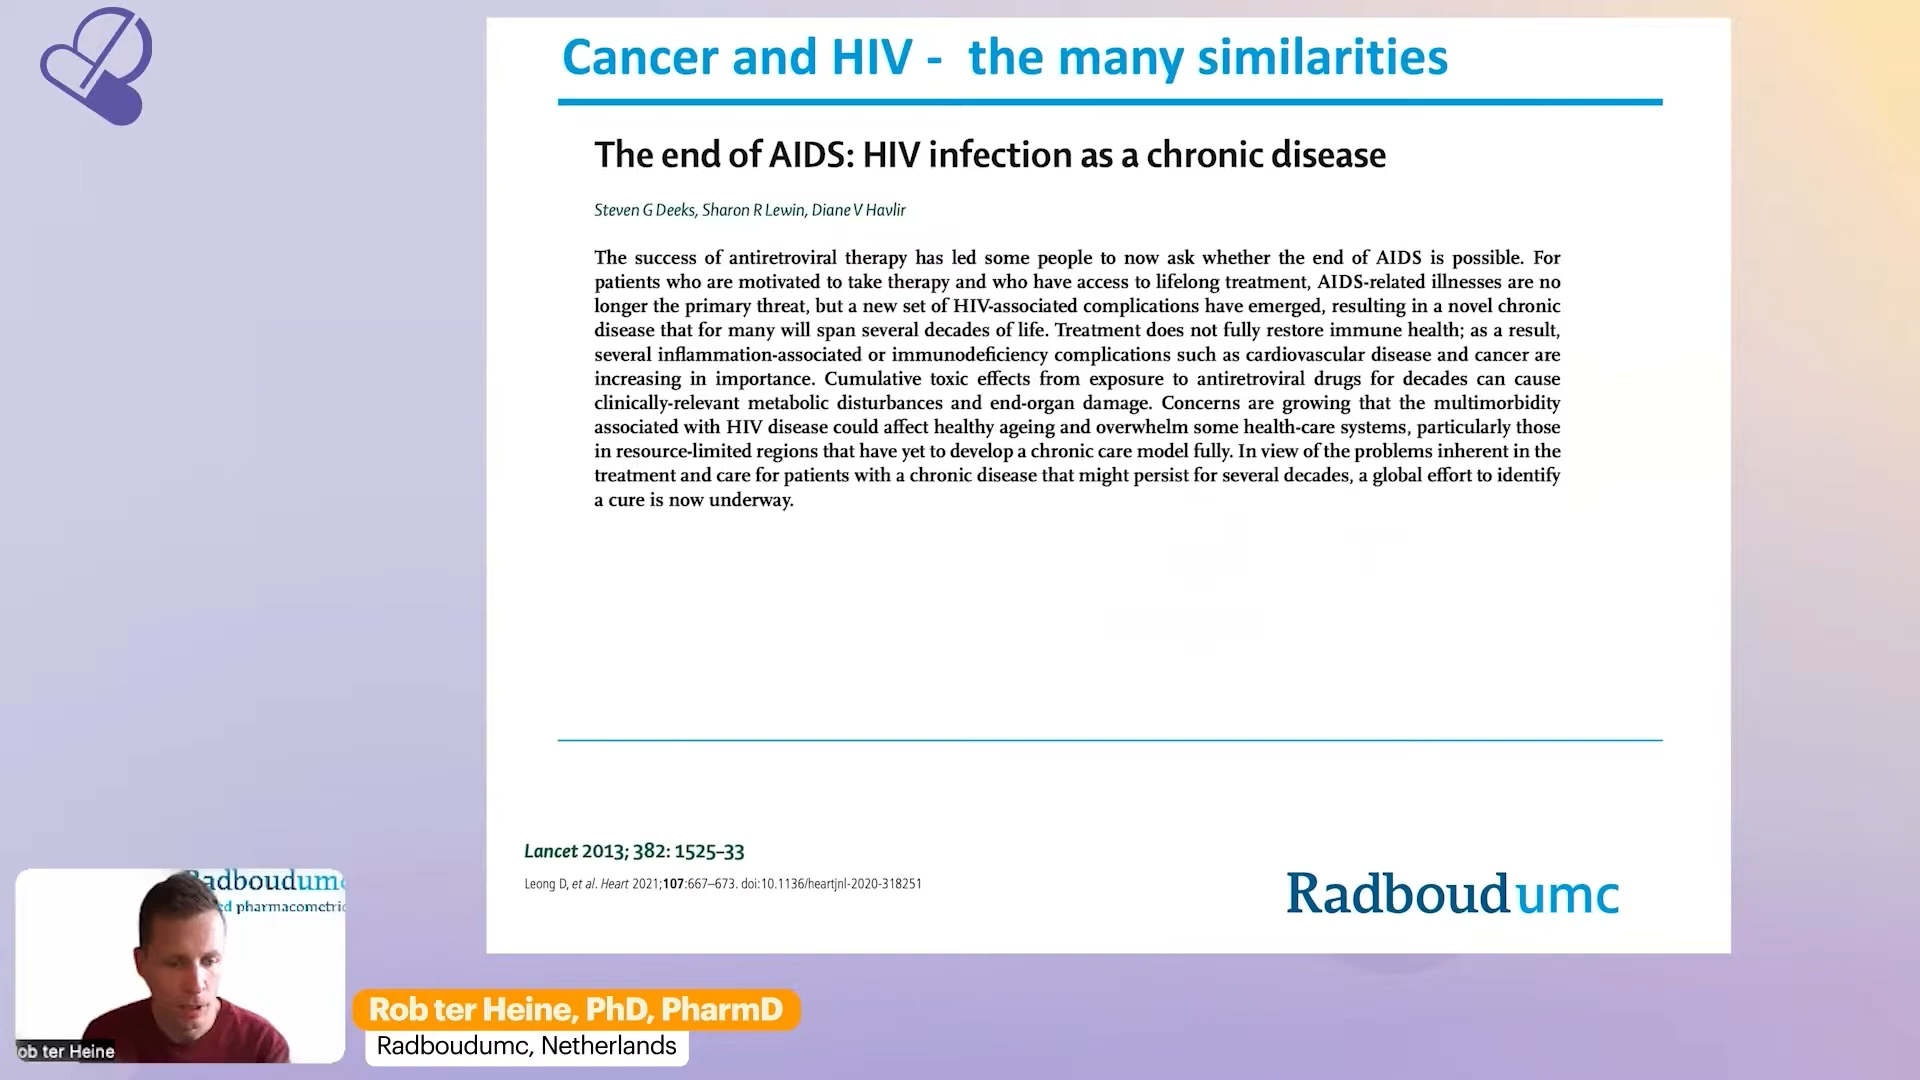 Cancer and HIV - the many similarities
The end of AIDS: HIV infection as a chronic disease
Steven G Deeks, Sharon R Lewin, Diane V Havlir
The success of antiretroviral therapy has led some people to now ask whether the end of AIDS is possible. For
patients who are motivated to take therapy and who have access to lifelong treatment, AIDS-related illnesses are no
longer the primary threat, but a new set of HIV-associated complications have emerged, resulting in a novel chronic
disease that for many will span several decades of life. Treatment does not fully restore immune health; as a result,
several inflammation-associated or immunodeficiency complications such as cardiovascular disease and cancer are
increasing in importance. Cumulative toxic effects from exposure to antiretroviral drugs for decades can cause
clinically-relevant metabolic disturbances and end-organ damage. Concerns are growing that the multimorbidity
associated with HIV disease could affect healthy ageing and overwhelm some health-care systems, particularly those
in resource-limited regions that have yet to develop a chronic care model fully. In view of the problems inherent in the
treatment and care for patients with a chronic disease that might persist for several decades, a global effort to identify
a cure is now underway.
Lancet 2013; 382: 1525–33
Leong D, et al. Heart 2021;107:667–673. doi:10.1136/heartjnl-2020-318251
Radboudumc
adboudum
ed pharmacometric
ob ter Heine
Rob ter Heine, PhD, PharmD
Radboudumc, Netherlands